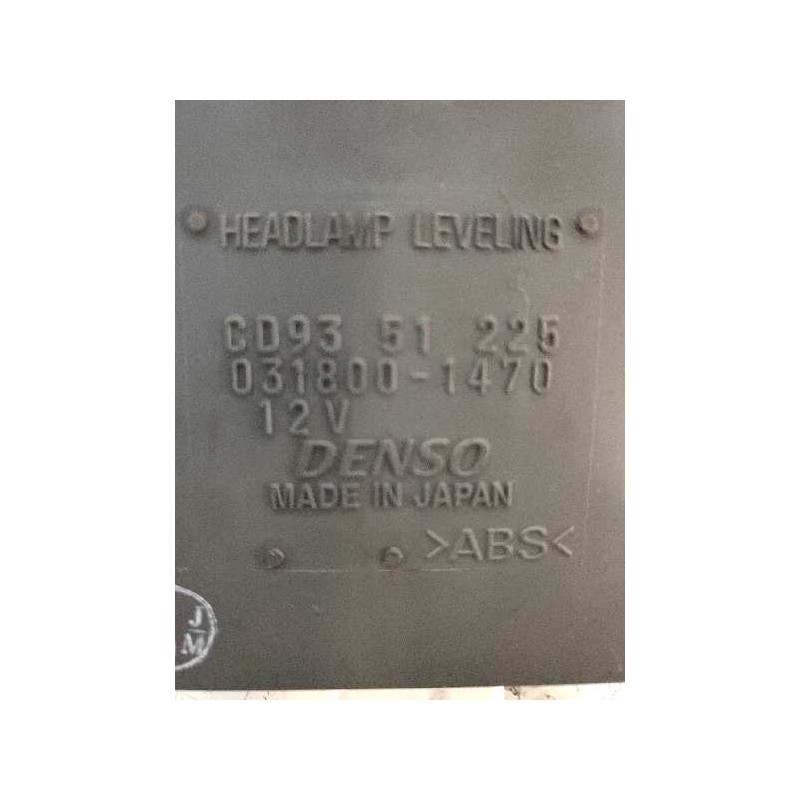 HEADLAMP LEVELING
CD93 51 225
031800-1470
12V
DENSO
MADE IN JAPAN
>ABS<
J
M